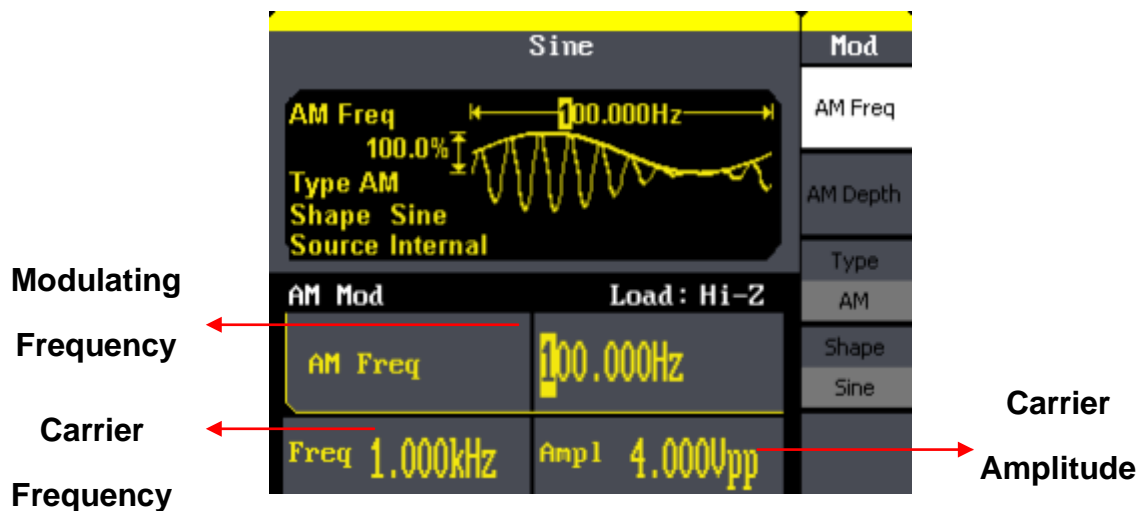 Sine
Mod
AM Freq
100.000Hz
100.0%
Type AM
Shape Sine
Source Internal
AM Freq
AM Depth
Type
AM
Shape
Sine
AM Mod
Load: Hi-Z
AM Freq
100.000Hz
Freq 1.000kHz
Ampl 4.000Vpp
Modulating
Frequency
Carrier
Frequency
Carrier
Amplitude